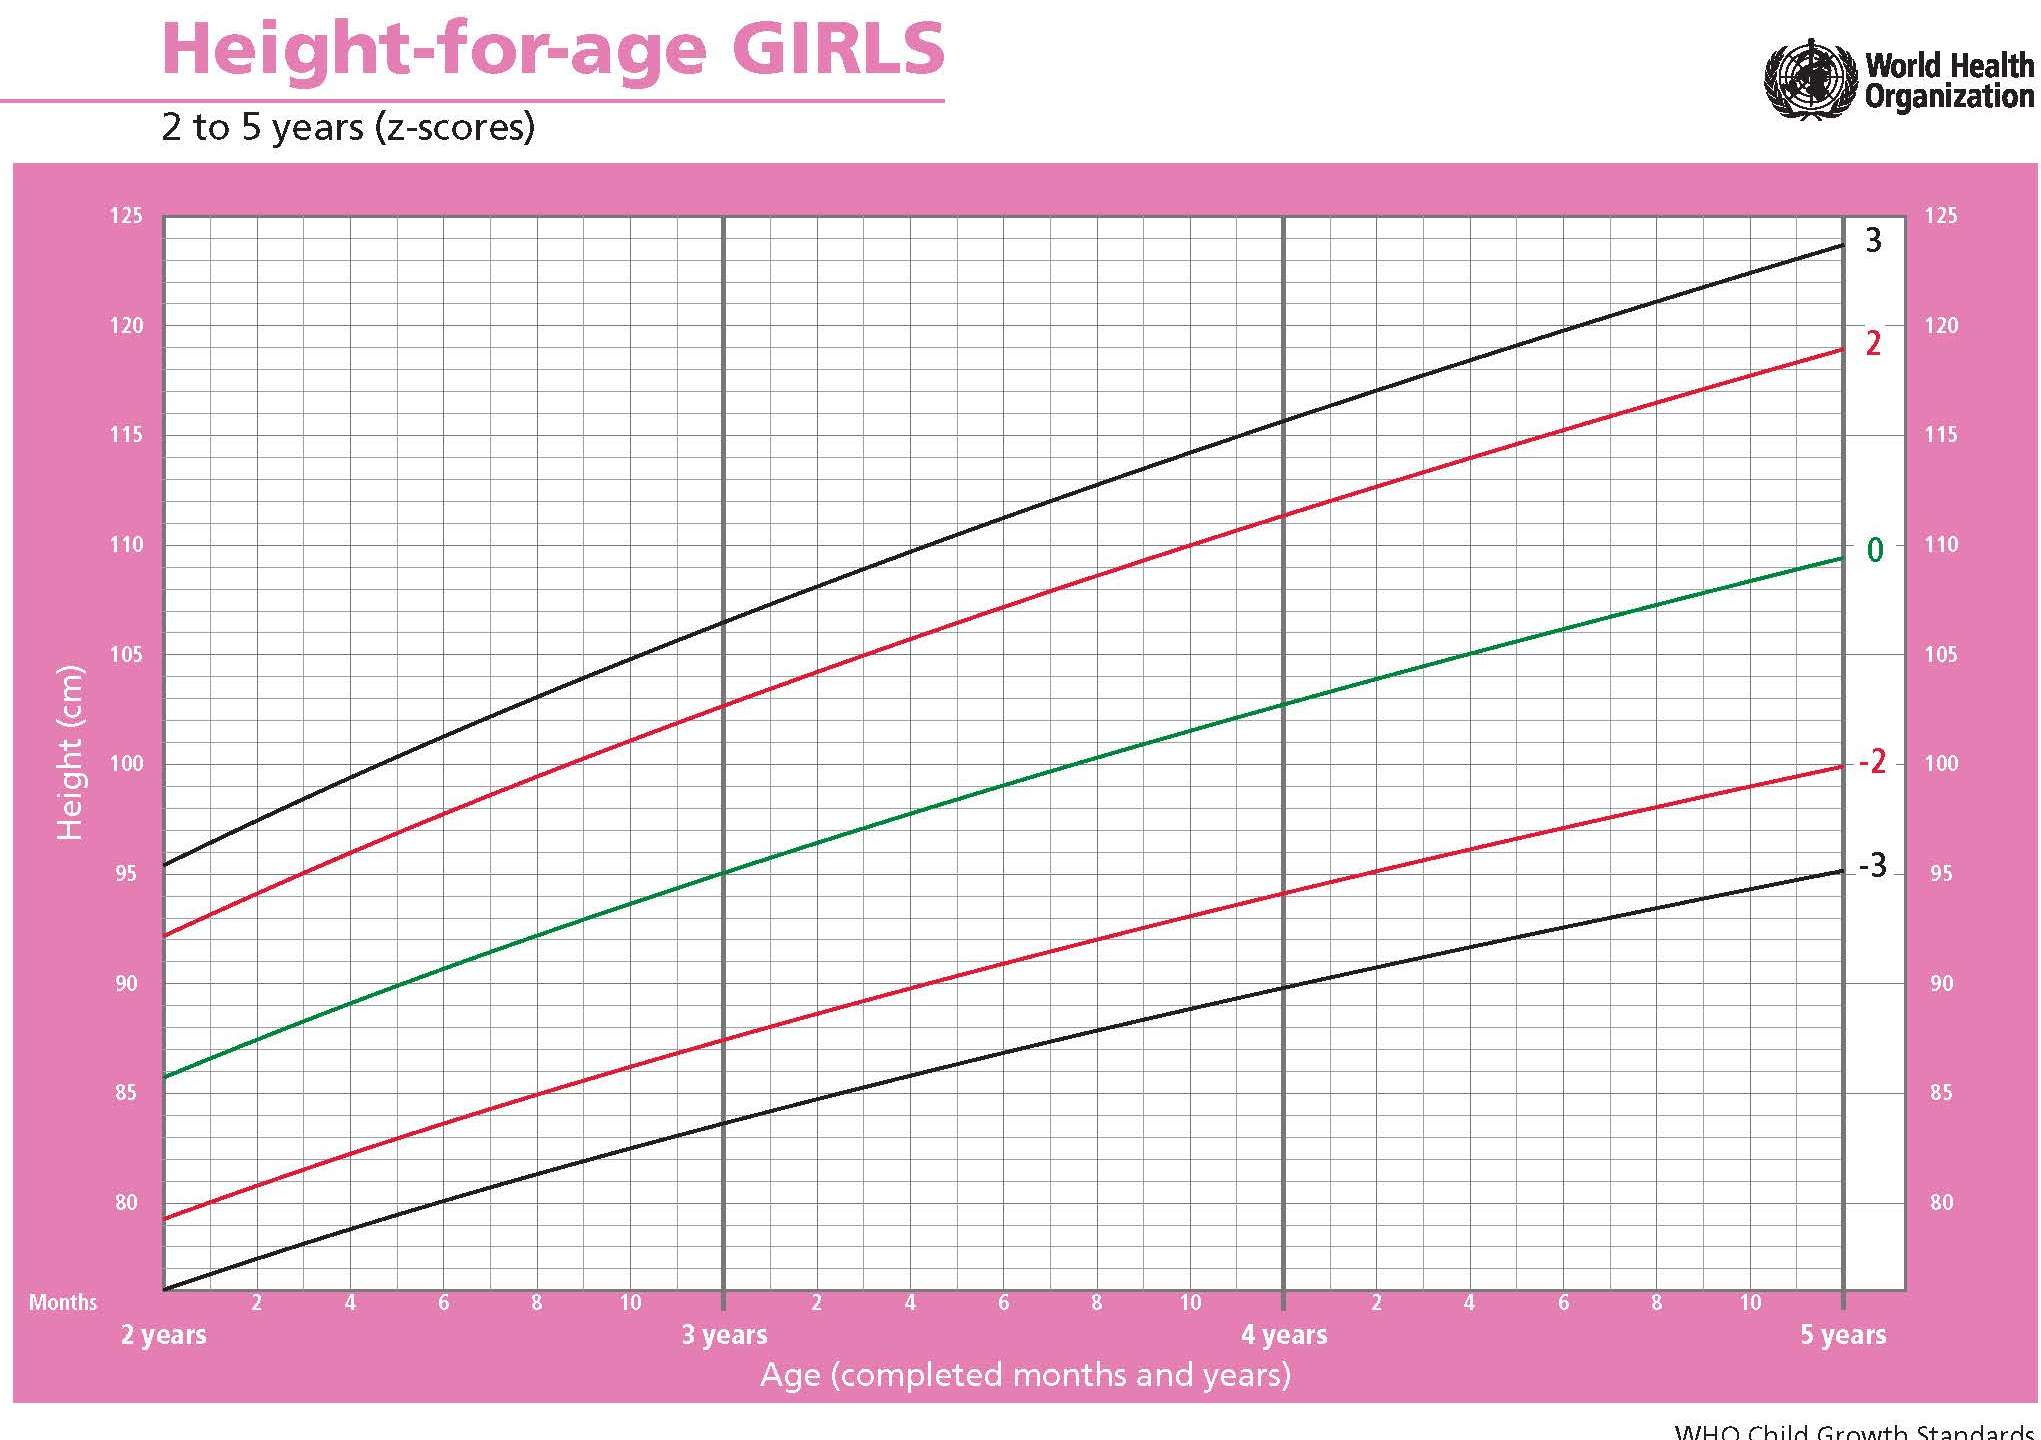 Height-for-age GIRLS
2 to 5 years (z-scores)
World Health
Organization
125 125
3
120 120
2
115 115
110 110
0
105 105
100 100
-2
95 95
-3
90 90
85 85
80 80
Height (cm)
Months 2 4 6 8 10 2 4 6 8 10 2 4 6 8 10
2 years 3 years 4 years 5 years
Age (completed months and years)
WHO Child Growth Standards